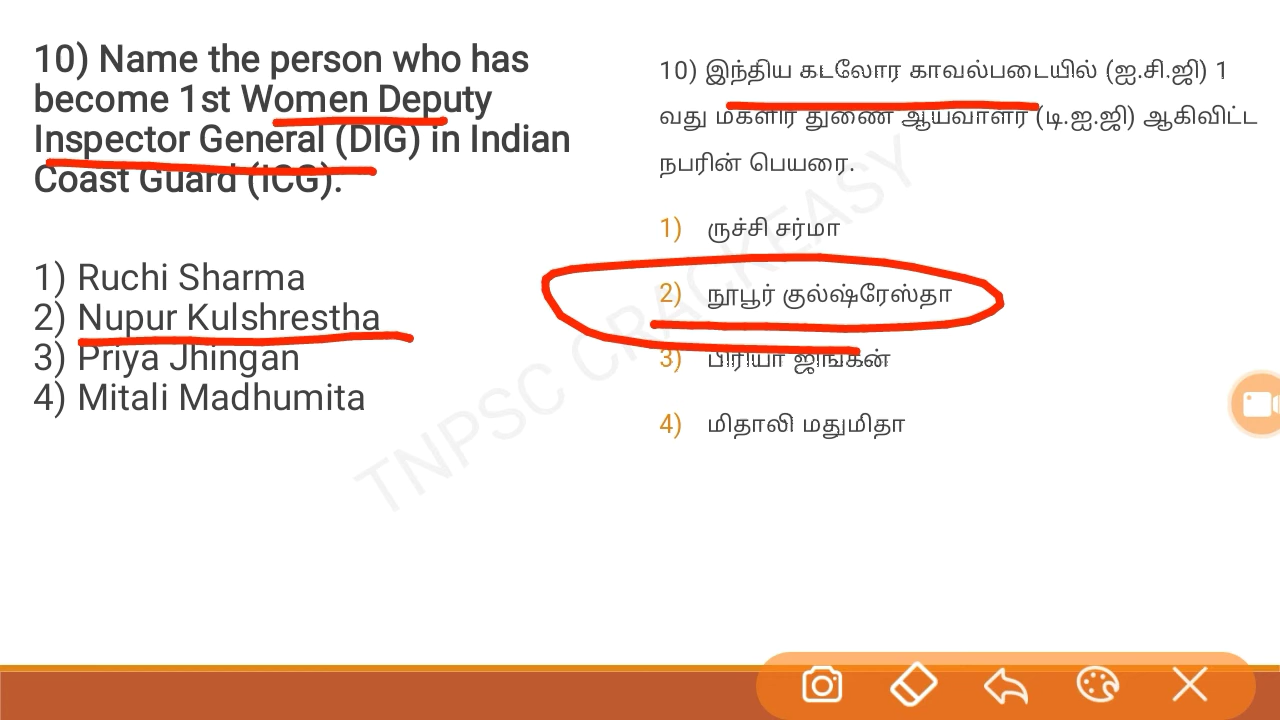 10) Name the person who has
become 1st Women Deputy
Inspector General (DIG) in Indian
Coast Guard (ICG).
1) Ruchi Sharma
2) Nupur Kulshrestha
3) Priya Jhingan
4) Mitali Madhumita
10) இந்திய கடலோர காவல்படையில் (ஐ.சி.ஜி) 1
வது மகளிர் துணை ஆய்வாளர் (டி.ஐ.ஜி) ஆகிவிட்ட
நபரின் பெயரை.
1) ருச்சி சர்மா
2) நூபூர் குல்ஷ்ரேஸ்தா
3) பிரியா ஜிங்கன்
4) மிதாலி மதுமிதா
TNPSC CRACKEASY